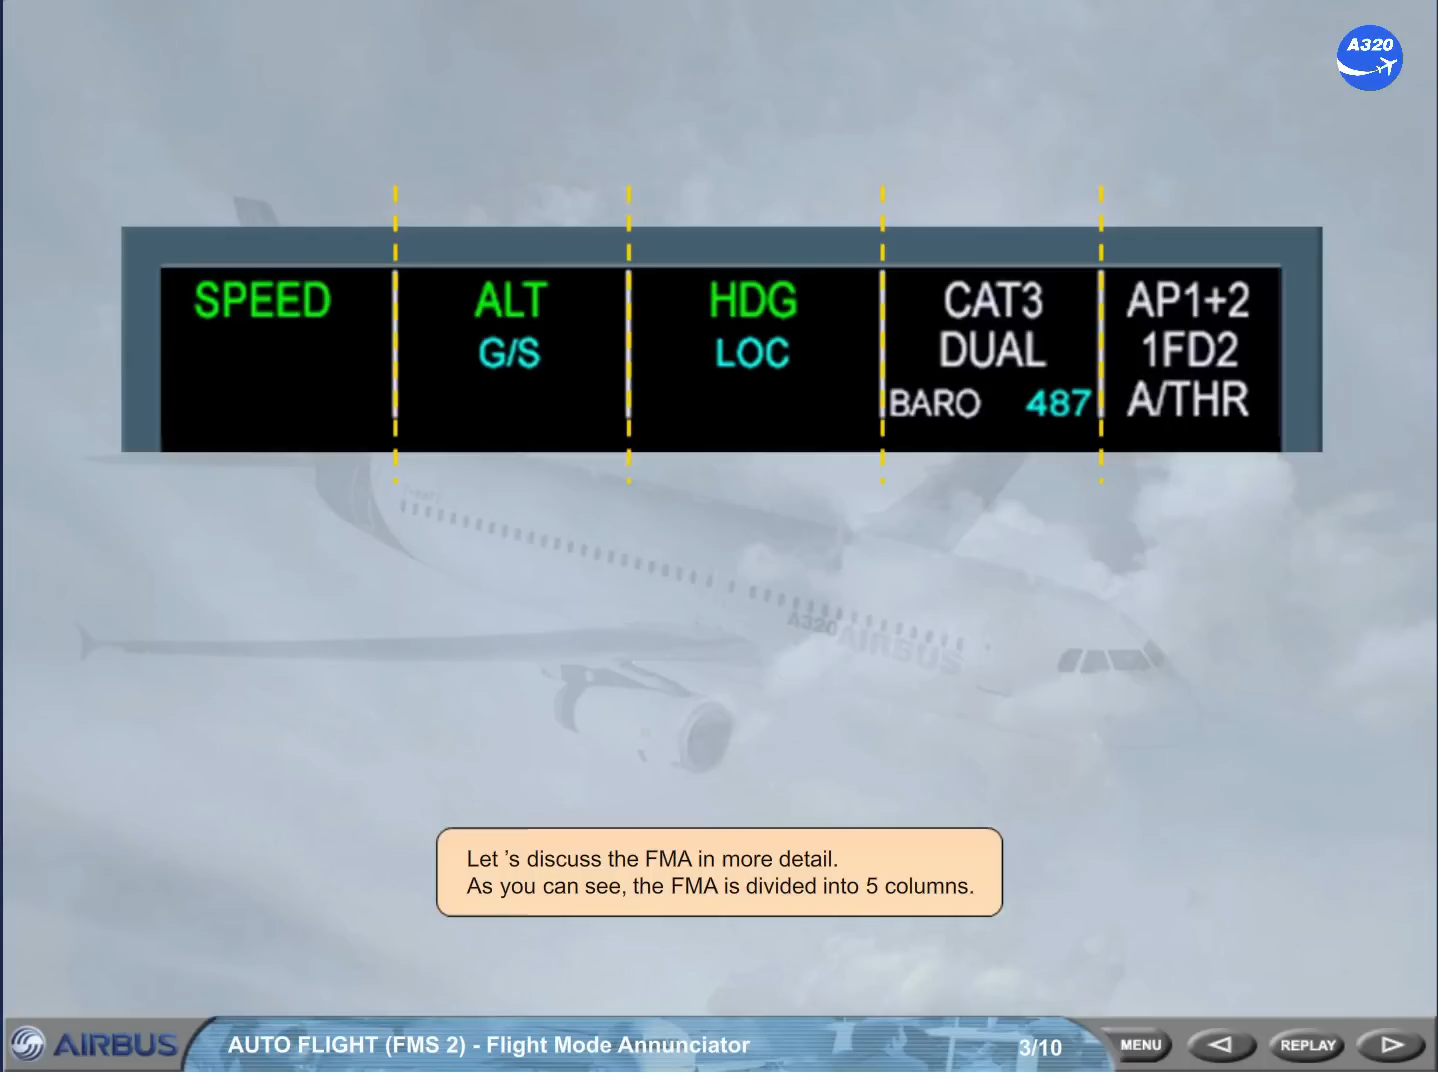 A320
SPEED ALT HDG CAT3 AP1+2
G/S LOC DUAL 1FD2
BARO 487 A/THR
A320 AIRBUS
Let ’s discuss the FMA in more detail.
As you can see, the FMA is divided into 5 columns.
AIRBUS AUTO FLIGHT (FMS 2) - Flight Mode Annunciator 3/10 MENU REPLAY